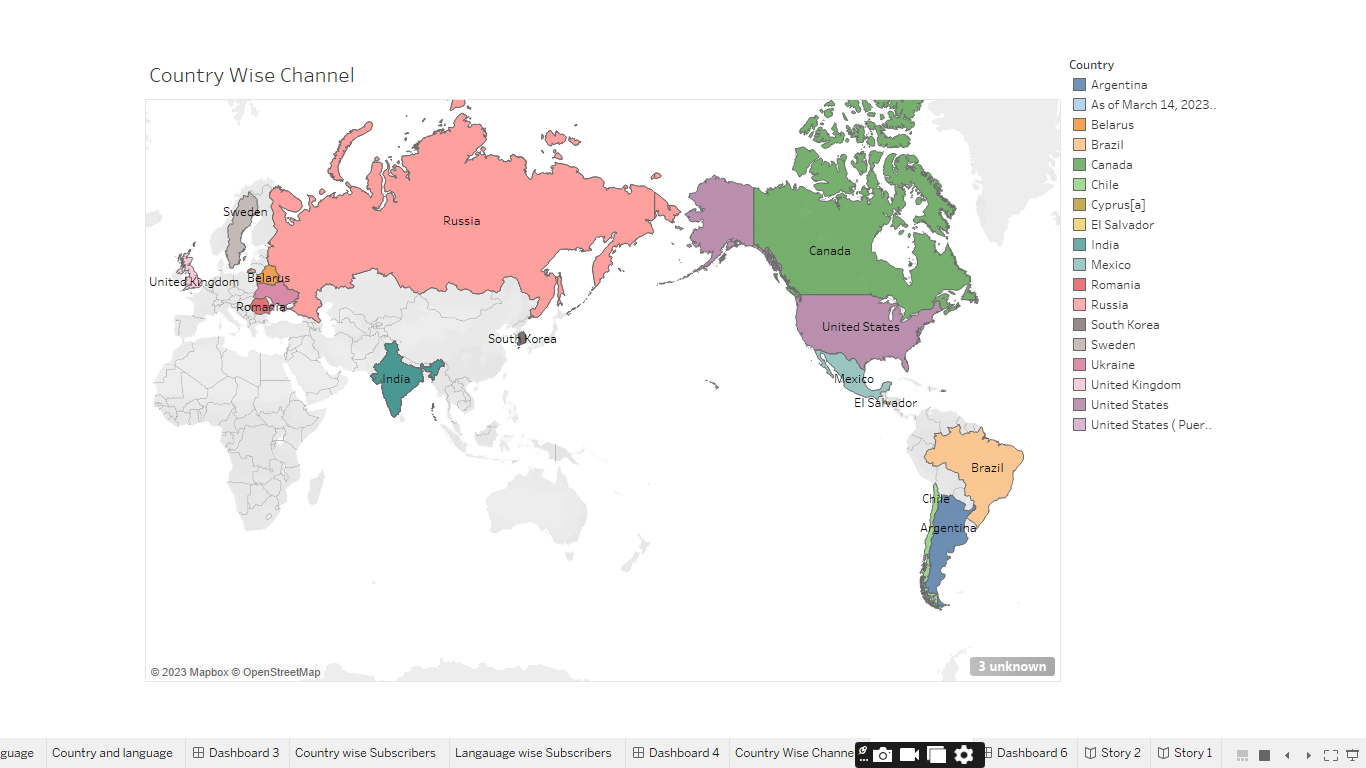 Country Wise Channel
Country
Argentina
As of March 14, 2023..
Belarus
Brazil
Canada
Chile
Cyprus[a]
El Salvador
India
Mexico
Romania
Russia
South Korea
Sweden
Ukraine
United Kingdom
United States
United States ( Puer..
Sweden
Russia
Canada
United Kingdom
Belarus
Romania
United States
South Korea
India
Mexico
El Salvador
Brazil
Chile
Argentina
3 unknown
© 2023 Mapbox © OpenStreetMap
guage Country and language Dashboard 3 Country wise Subscribers Langauage wise Subscribers Dashboard 4 Country Wise Channe Dashboard 6 Story 2 Story 1